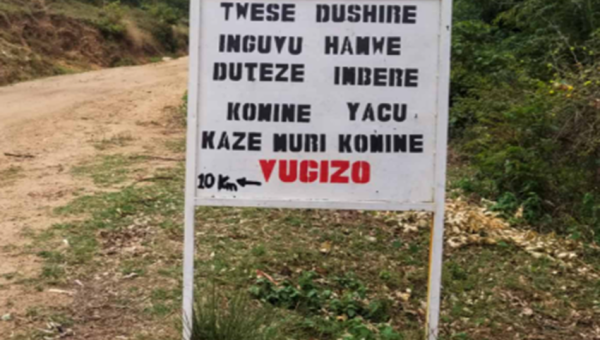 TWESE DUSHIRE
INGUVU HAMWE
DUTEZE IMBERE
KOMINE YACU
KAZE MURI KOMINE
VUGIZO
10 Km ←